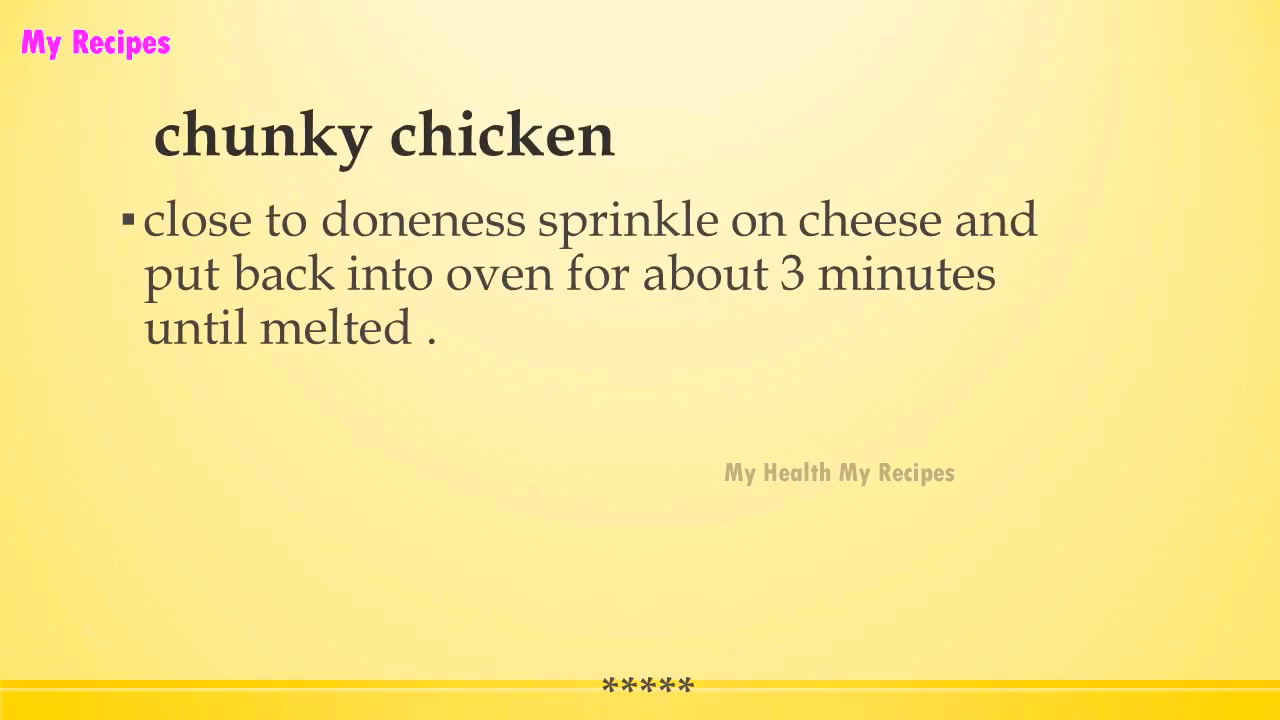 My Recipes
chunky chicken
▪ close to doneness sprinkle on cheese and
put back into oven for about 3 minutes
until melted .
My Health My Recipes
*****